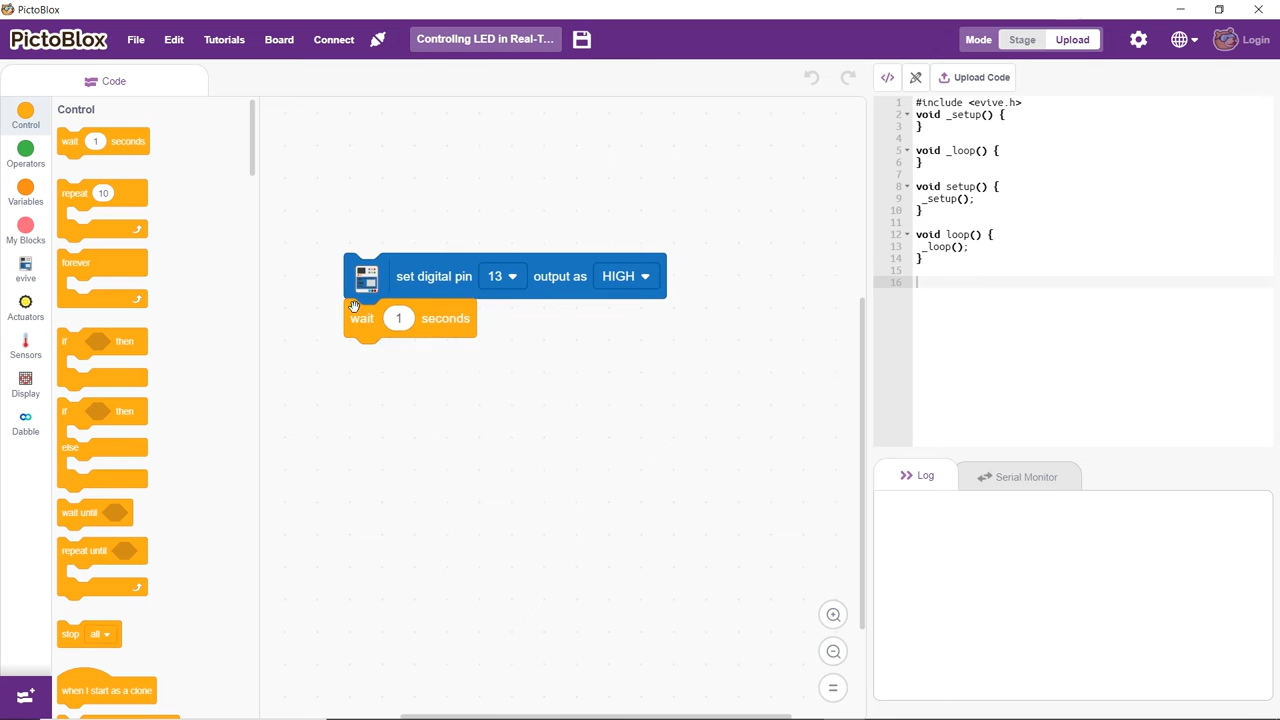 PictoBlox
PictoBlox File Edit Tutorials Board Connect Controlling LED in Real-T... Mode Stage Upload Login
Code
Upload Code
Control
Operators
Variables
My Blocks
evive
Actuators
Sensors
Display
Dabble
Control
wait 1 seconds
repeat 10
forever
if then
if then
else
wait until
repeat until
stop all
when I start as a clone
set digital pin 13 output as HIGH
wait 1 seconds
1 #include <evive.h>
2 void _setup() {
3 }
4
5 void _loop() {
6 }
7
8 void setup() {
9 _setup();
10 }
11
12 void loop() {
13 _loop();
14 }
15
16
Log
Serial Monitor